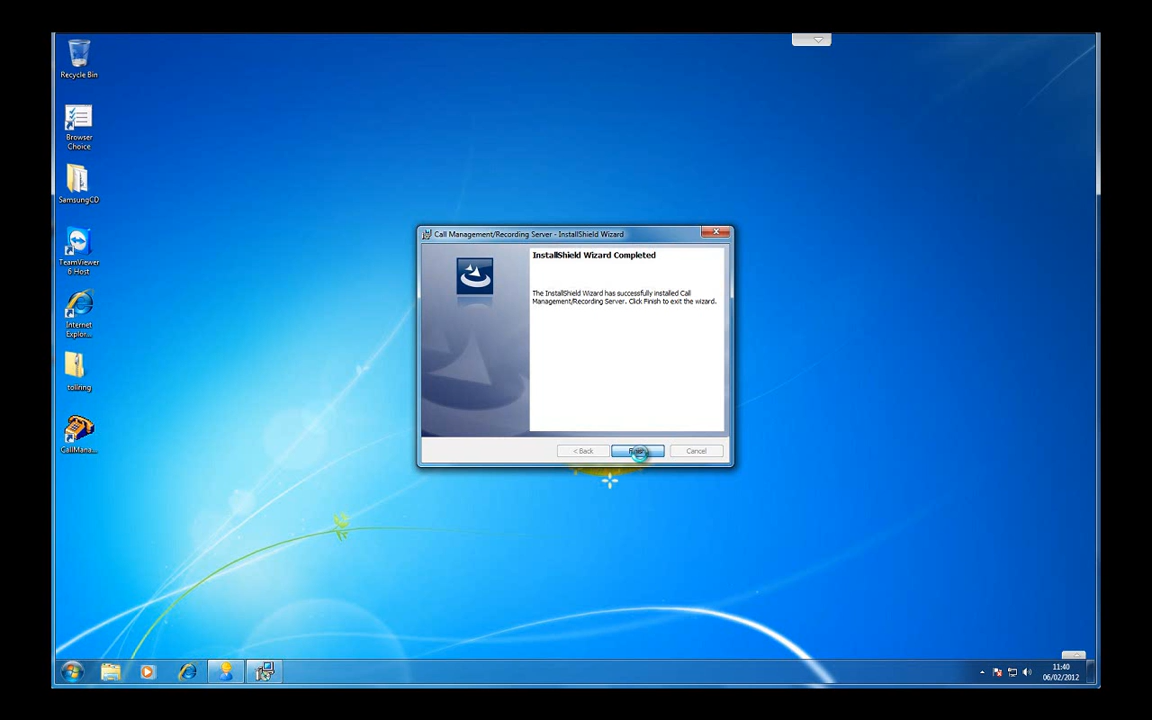 Recycle Bin
Browser
Choice
SamsungCD
TeamViewer
6 Host
Internet
Explor...
tollring
CallMana...
Call Management/Recording Server - InstallShield Wizard
InstallShield Wizard Completed
The InstallShield Wizard has successfully installed Call
Management/Recording Server. Click Finish to exit the wizard.
< Back
Finish
Cancel
11:40
06/02/2012